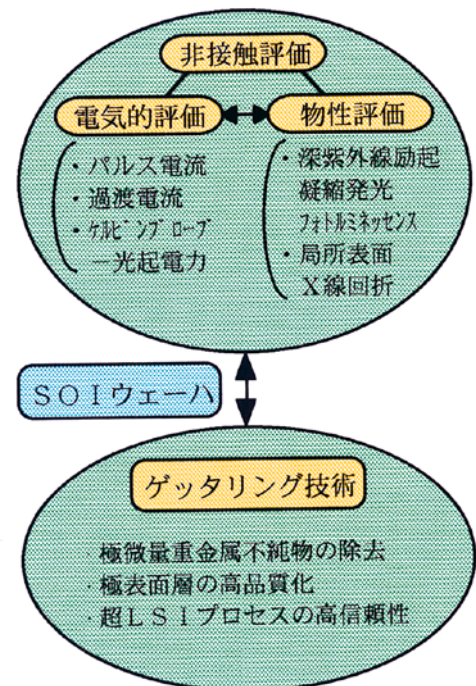 非接触評価
電気的評価
物性評価
・パルス電流
・過渡電流
・ケルビンプローブ
－光起電力
・深紫外線励起
凝縮発光
フォトルミネッセンス
・局所表面
X線回折
SOIウェーハ
ゲッタリング技術
・極微量重金属不純物の除去
・極表面層の高品質化
・超LSIプロセスの高信頼性